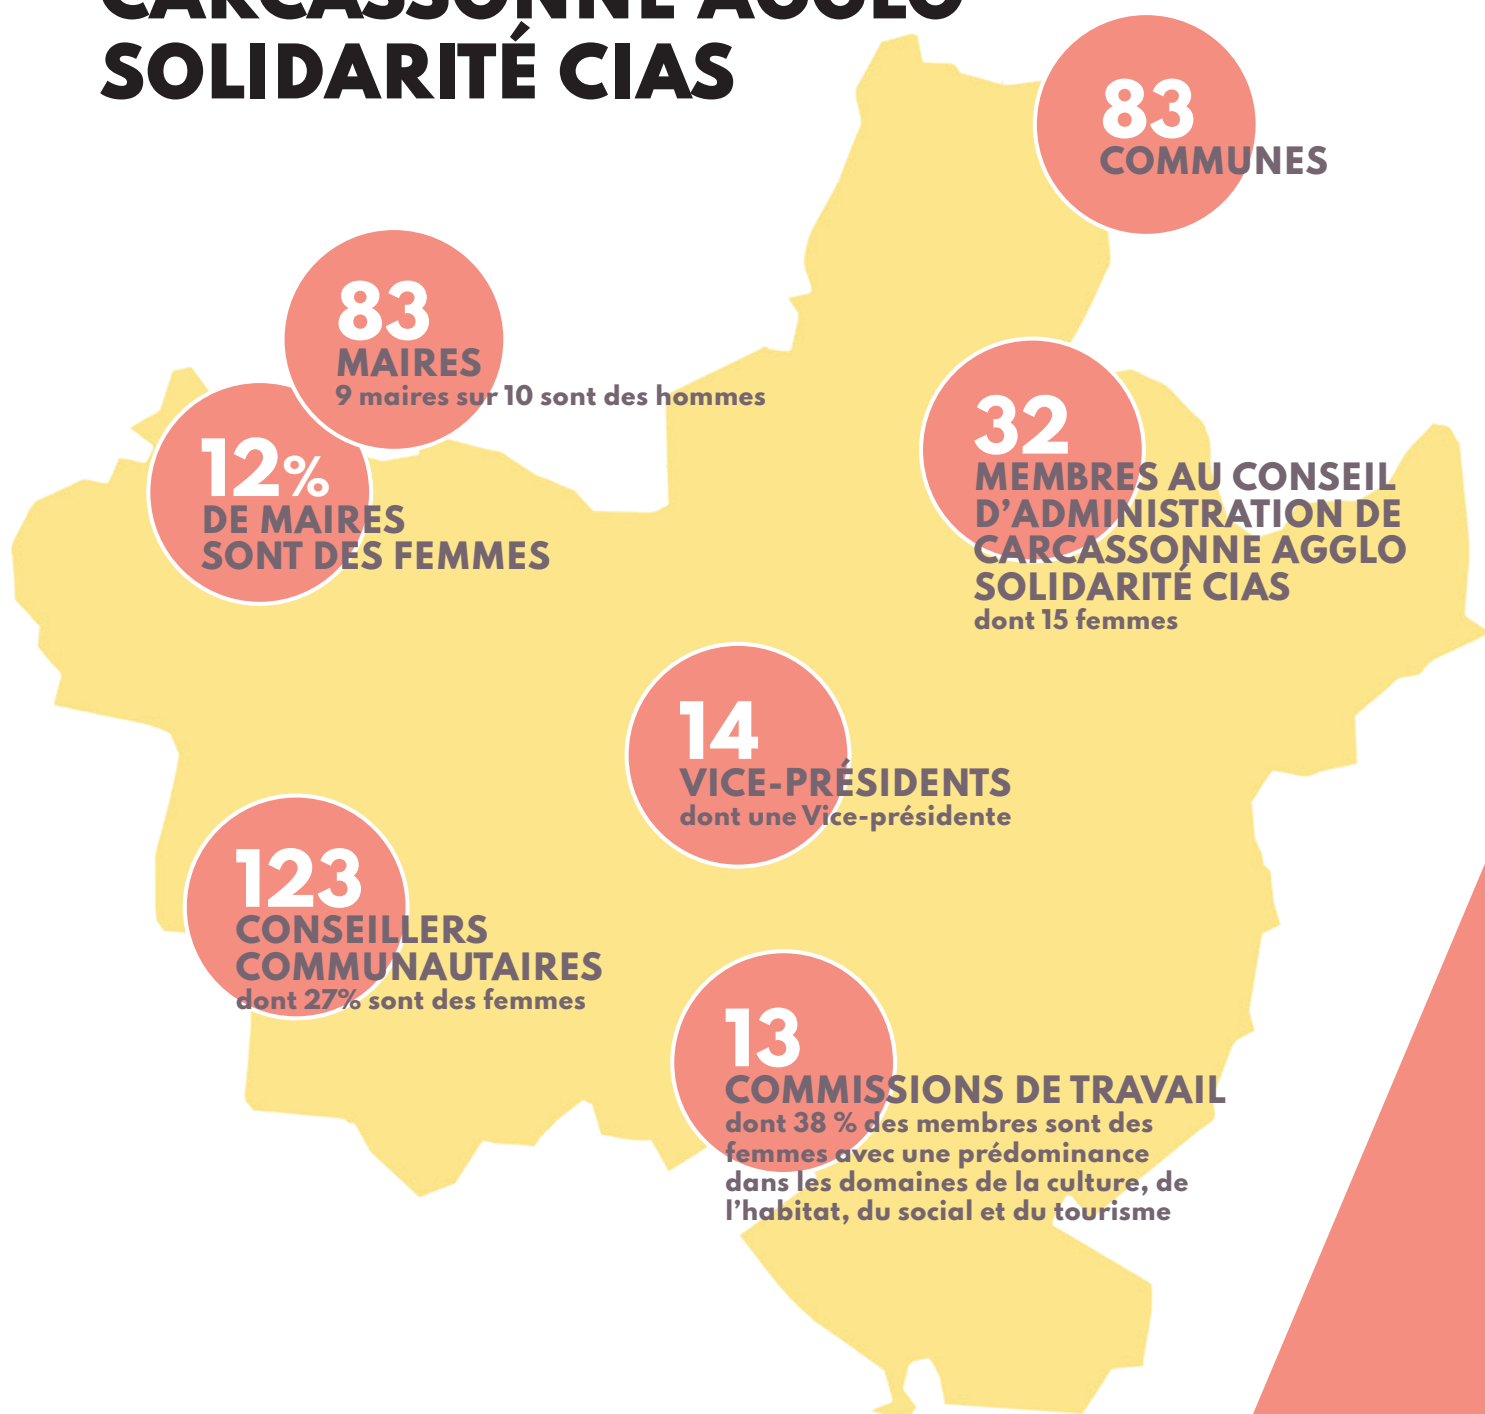 CARCASSONNE AGGLO
SOLIDARITÉ CIAS
83
COMMUNES
83
MAIRES
9 maires sur 10 sont des hommes
12%
DE MAIRES
SONT DES FEMMES
32
MEMBRES AU CONSEIL
D’ADMINISTRATION DE
CARCASSONNE AGGLO
SOLIDARITÉ CIAS
dont 15 femmes
14
VICE-PRÉSIDENTS
dont une Vice-présidente
123
CONSEILLERS
COMMUNAUTAIRES
dont 27% sont des femmes
13
COMMISSIONS DE TRAVAIL
dont 38 % des membres sont des
femmes avec une prédominance
dans les domaines de la culture, de
l’habitat, du social et du tourisme